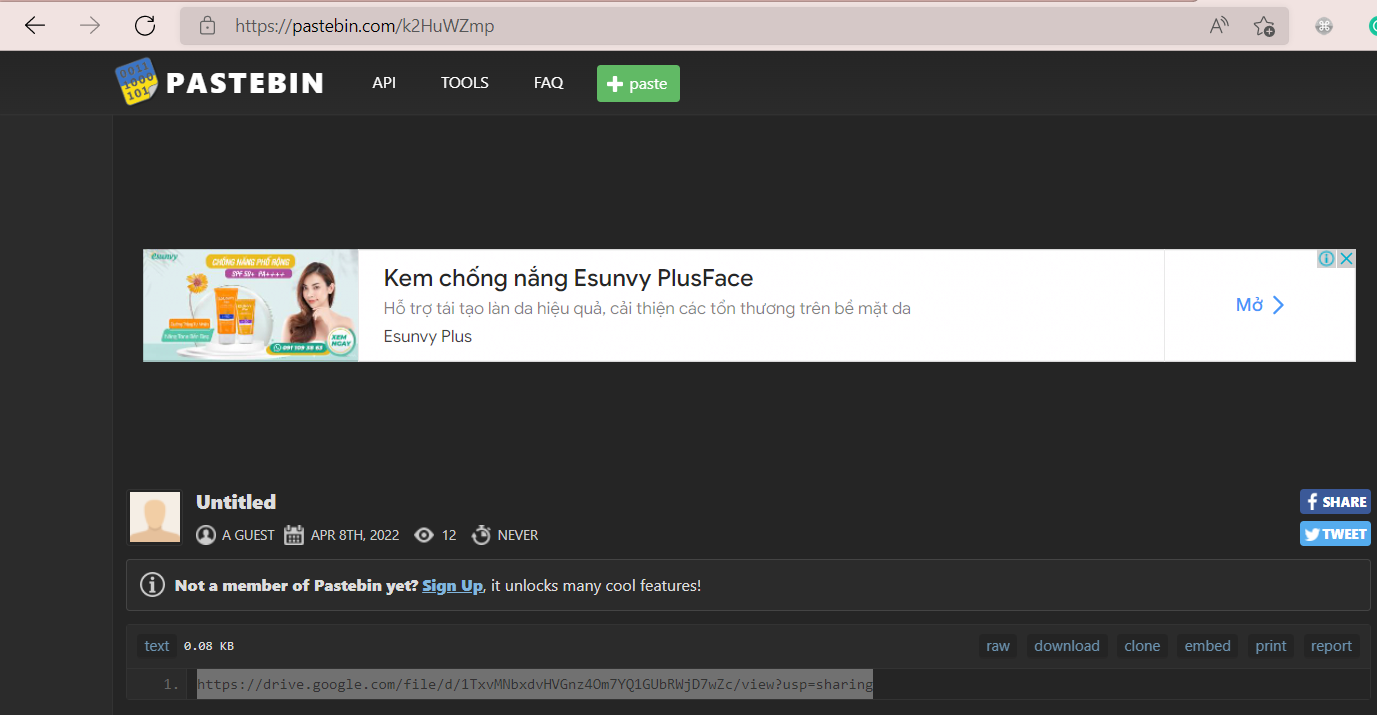 https://pastebin.com/k2HuWZmp
PASTEBIN
API
TOOLS
FAQ
paste
esunvy
CHỐNG NẮNG PHỔ RỘNG
SPF 50+ PA++++
XEM NGAY
Kem chống nắng Esunvy PlusFace
Hỗ trợ tái tạo làn da hiệu quả, cải thiện các tổn thương trên bề mặt da
Esunvy Plus
Mở
Untitled
A GUEST APR 8TH, 2022 12 NEVER
SHARE
TWEET
Not a member of Pastebin yet? Sign Up, it unlocks many cool features!
text 0.08 KB
raw download clone embed print report
1. https://drive.google.com/file/d/1TxvMNbxdvHVGnz4Om7YQ1GUbRWjD7wZc/view?usp=sharing